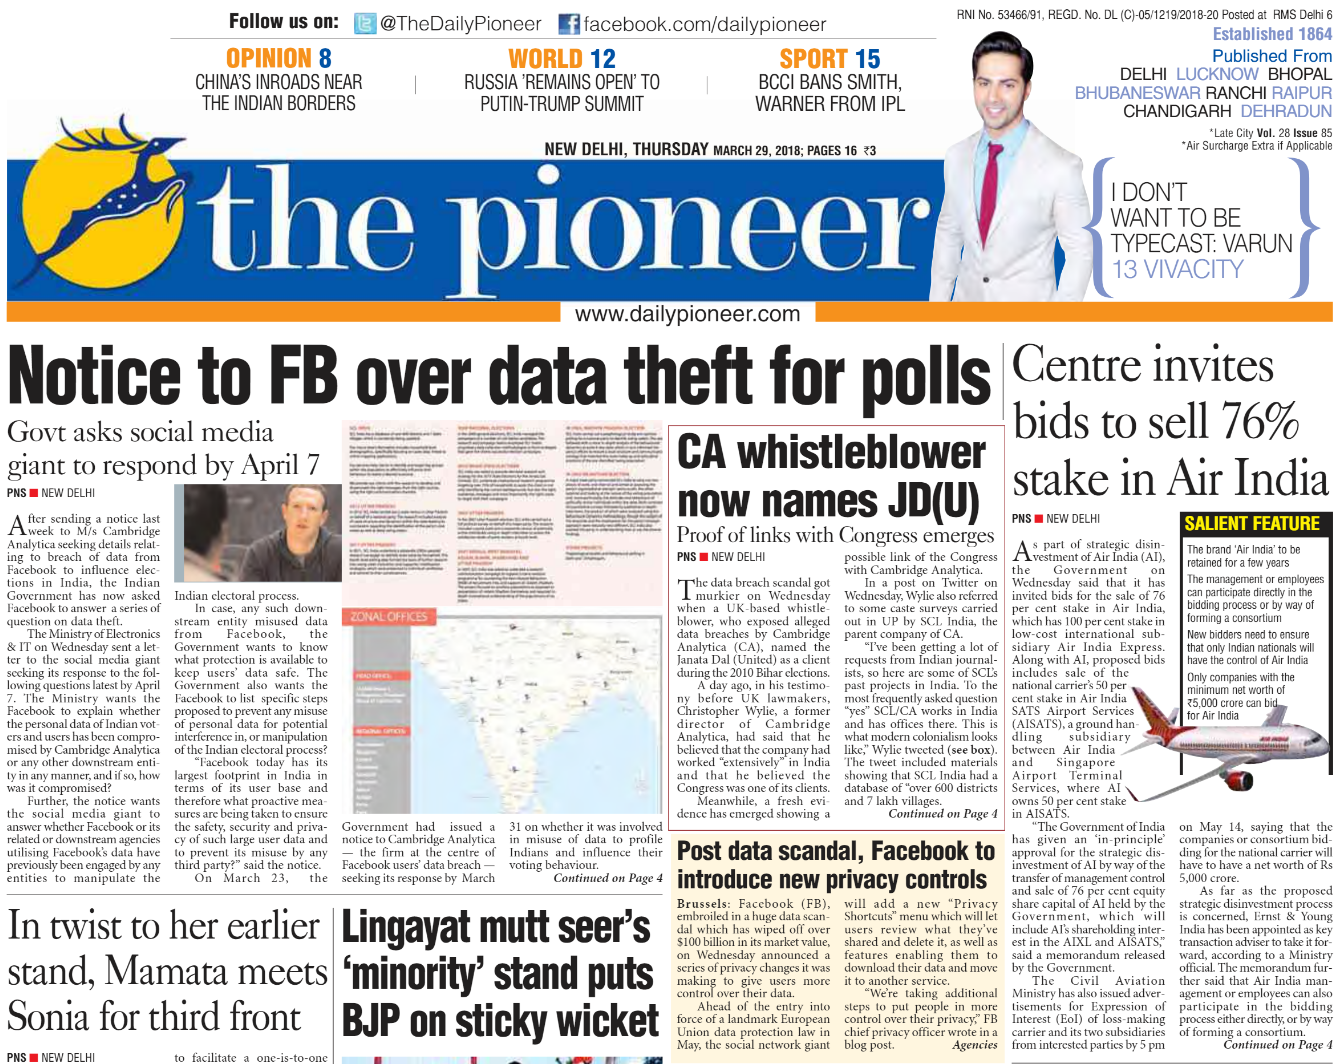 Follow us on: @TheDailyPioneer facebook.com/dailypioneer
RNI No. 53466/91, REGD. No. DL (C)-05/1219/2018-20 Posted at RMS Delhi 6
OPINION 8
CHINA'S INROADS NEAR
THE INDIAN BORDERS
WORLD 12
RUSSIA 'REMAINS OPEN' TO
PUTIN-TRUMP SUMMIT
SPORT 15
BCCI BANS SMITH,
WARNER FROM IPL
Established 1864
Published From
DELHI LUCKNOW BHOPAL
BHUBANESWAR RANCHI RAIPUR
CHANDIGARH DEHRADUN
*Late City Vol. 28 Issue 85
*Air Surcharge Extra if Applicable
NEW DELHI, THURSDAY MARCH 29, 2018; PAGES 16 ₹3
the pioneer
I DON'T
WANT TO BE
TYPECAST: VARUN
13 VIVACITY
www.dailypioneer.com
Notice to FB over data theft for polls
Govt asks social media
giant to respond by April 7
PNS NEW DELHI
After sending a notice last
week to M/s Cambridge
Analytica seeking details relat-
ing to breach of data from
Facebook to influence elec-
tions in India, the Indian
Government has now asked
Facebook to answer a series of
question on data theft.
The Ministry of Electronics
& IT on Wednesday sent a let-
ter to the social media giant
seeking its response to the fol-
lowing questions latest by April
7. The Ministry wants the
Facebook to explain whether
the personal data of Indian vot-
ers and users has been compro-
mised by Cambridge Analytica
or any other downstream enti-
ty in any manner, and if so, how
was it compromised?
Further, the notice wants
the social media giant to
answer whether Facebook or its
related or downstream agencies
utilising Facebook's data have
previously been engaged by any
entities to manipulate the
Indian electoral process.
In case, any such down-
stream entity misused data
from Facebook, the
Government wants to know
what protection is available to
keep users' data safe. The
Government also wants the
Facebook to list specific steps
proposed to prevent any misuse
of personal data for potential
interference in, or manipulation
of the Indian electoral process?
"Facebook today has its
largest footprint in India in
terms of its user base and
therefore what proactive mea-
sures are being taken to ensure
the safety, security and priva-
cy of such large user data and
to prevent its misuse by any
third party?" said the notice.
On March 23, the
ZONAL OFFICES
HEAD OFFICE
REGIONAL OFFICES
Government had issued a
notice to Cambridge Analytica
— the firm at the centre of
Facebook users' data breach —
seeking its response by March
31 on whether it was involved
in misuse of data to profile
Indians and influence their
voting behaviour.
Continued on Page 4
CA whistleblower
now names JD(U)
Proof of links with Congress emerges
PNS NEW DELHI
The data breach scandal got
murkier on Wednesday
when a UK-based whistle-
blower, who exposed alleged
data breaches by Cambridge
Analytica (CA), named the
Janata Dal (United) as a client
during the 2010 Bihar elections.
A day ago, in his testimo-
ny before UK lawmakers,
Christopher Wylie, a former
director of Cambridge
Analytica, had said that he
believed that the company had
worked "extensively" in India
and that he believed the
Congress was one of its clients.
Meanwhile, a fresh evi-
dence has emerged showing a
possible link of the Congress
with Cambridge Analytica.
In a post on Twitter on
Wednesday, Wylie also referred
to some caste surveys carried
out in UP by SCL India, the
parent company of CA.
"I've been getting a lot of
requests from Indian journal-
ists, so here are some of SCL's
past projects in India. To the
most frequently asked question
"yes" SCL/CA works in India
and has offices there. This is
what modern colonialism looks
like," Wylie tweeted (see box).
The tweet included materials
showing that SCL India had a
database of "over 600 districts
and 7 lakh villages.
Continued on Page 4
Post data scandal, Facebook to
introduce new privacy controls
Brussels: Facebook (FB),
embroiled in a huge data scan-
dal which has wiped off over
$100 billion in its market value,
on Wednesday announced a
series of privacy changes it was
making to give users more
control over their data.
Ahead of the entry into
force of a landmark European
Union data protection law in
May, the social network giant
will add a new "Privacy
Shortcuts" menu which will let
users review what they've
shared and delete it, as well as
features enabling them to
download their data and move
it to another service.
"We're taking additional
steps to put people in more
control over their privacy," FB
chief privacy officer wrote in a
blog post. Agencies
Centre invites
bids to sell 76%
stake in Air India
PNS NEW DELHI
As part of strategic disin-
vestment of Air India (AI),
the Government on
Wednesday said that it has
invited bids for the sale of 76
per cent stake in Air India,
which has 100 per cent stake in
low-cost international sub-
sidiary Air India Express.
Along with AI, proposed bids
includes sale of the
national carrier's 50 per
cent stake in Air India
SATS Airport Services
(AISATS), a ground han-
dling subsidiary
between Air India
and Singapore
Airport Terminal
Services, where AI
owns 50 per cent stake
in AISATS.
"The Government of India
has given an 'in-principle'
approval for the strategic dis-
investment of AI by way of the
transfer of management control
and sale of 76 per cent equity
share capital of AI held by the
Government, which will
include AI's shareholding inter-
est in the AIXL and AISATS,"
said a memorandum released
by the Government.
The Civil Aviation
Ministry has also issued adver-
tisements for Expression of
Interest (EoI) of loss-making
carrier and its two subsidiaries
from interested parties by 5 pm
SALIENT FEATURE
The brand 'Air India' to be
retained for a few years
The management or employees
can participate directly in the
bidding process or by way of
forming a consortium
New bidders need to ensure
that only Indian nationals will
have the control of Air India
Only companies with the
minimum net worth of
₹5,000 crore can bid
for Air India
AIR INDIA
on May 14, saying that the
companies or consortium bid-
ding for the national carrier will
have to have a net worth of Rs
5,000 crore.
As far as the proposed
strategic disinvestment process
is concerned, Ernst & Young
India has been appointed as key
transaction adviser to take it for-
ward, according to a Ministry
official. The memorandum fur-
ther said that Air India man-
agement or employees can also
participate in the bidding
process either directly, or by way
of forming a consortium.
Continued on Page 4
In twist to her earlier
stand, Mamata meets
Sonia for third front
PNS NEW DELHI
to facilitate a one-is-to-one
Lingayat mutt seer's
'minority' stand puts
BJP on sticky wicket